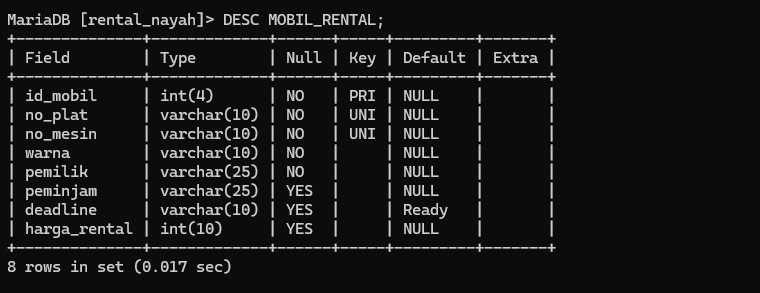 MariaDB [rental_nayah]> DESC MOBIL_RENTAL;
+--------------+-------------+------+-----+---------+-------+
| Field        | Type        | Null | Key | Default | Extra |
+--------------+-------------+------+-----+---------+-------+
| id_mobil     | int(4)      | NO   | PRI | NULL    |       |
| no_plat      | varchar(10) | NO   | UNI | NULL    |       |
| no_mesin     | varchar(10) | NO   | UNI | NULL    |       |
| warna        | varchar(10) | NO   |     | NULL    |       |
| pemilik      | varchar(25) | NO   |     | NULL    |       |
| peminjam     | varchar(25) | YES  |     | NULL    |       |
| deadline     | varchar(10) | YES  |     | Ready   |       |
| harga_rental | int(10)     | YES  |     | NULL    |       |
+--------------+-------------+------+-----+---------+-------+
8 rows in set (0.017 sec)